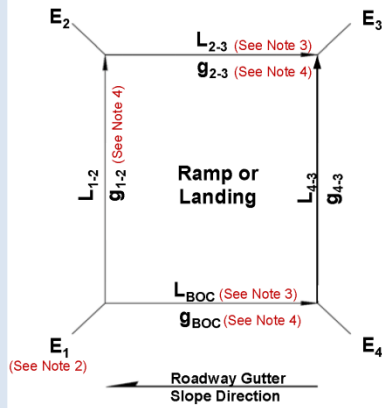 E2
E3
L2-3 (See Note 3)
g2-3 (See Note 4)
L1-2
g1-2 (See Note 4)
Ramp or
Landing
L4-3
g4-3
LBOC (See Note 3)
gBOC (See Note 4)
E1
(See Note 2)
E4
Roadway Gutter
Slope Direction